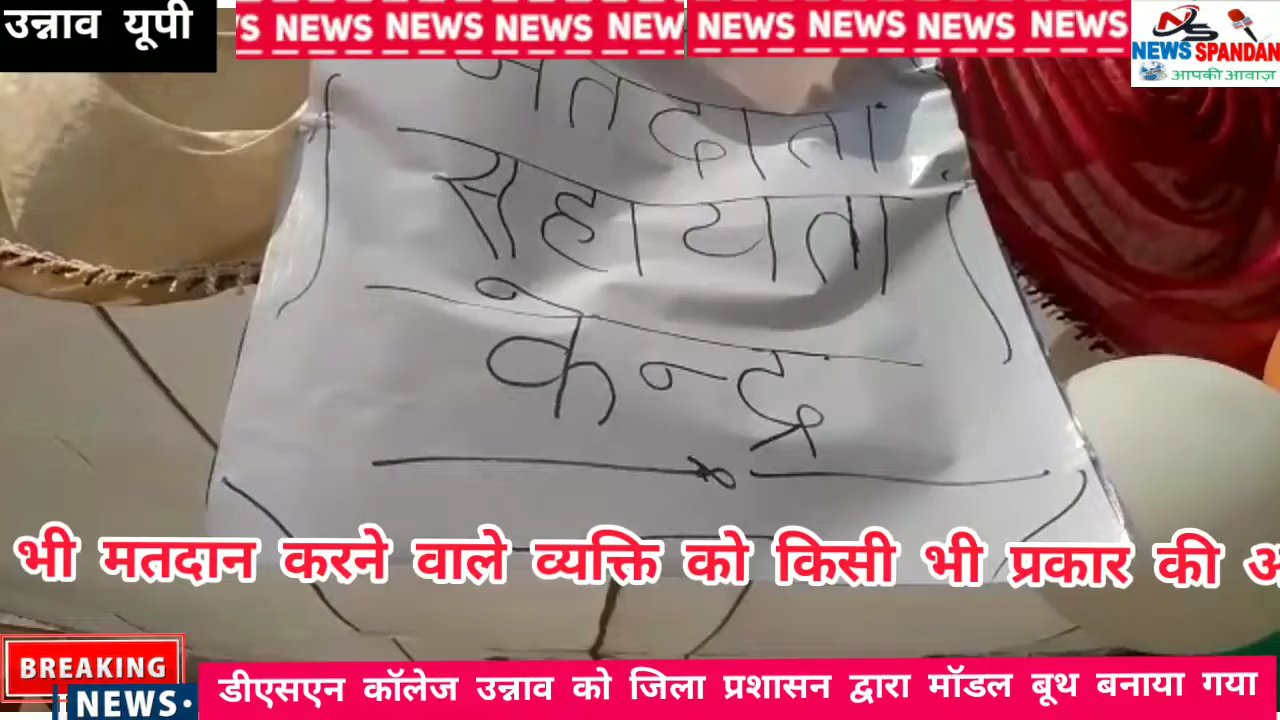 उन्नाव यूपी
NEWS NEWS NEWS NEWS NEWS NEWS NEWS
NEWS SPANDAN
आपकी आवाज़
मतदाता
सहायता
केन्द्र
भी मतदान करने वाले व्यक्ति को किसी भी प्रकार की
BREAKING
NEWS
डीएसएन कॉलेज उन्नाव को जिला प्रशासन द्वारा मॉडल बूथ बनाया गया